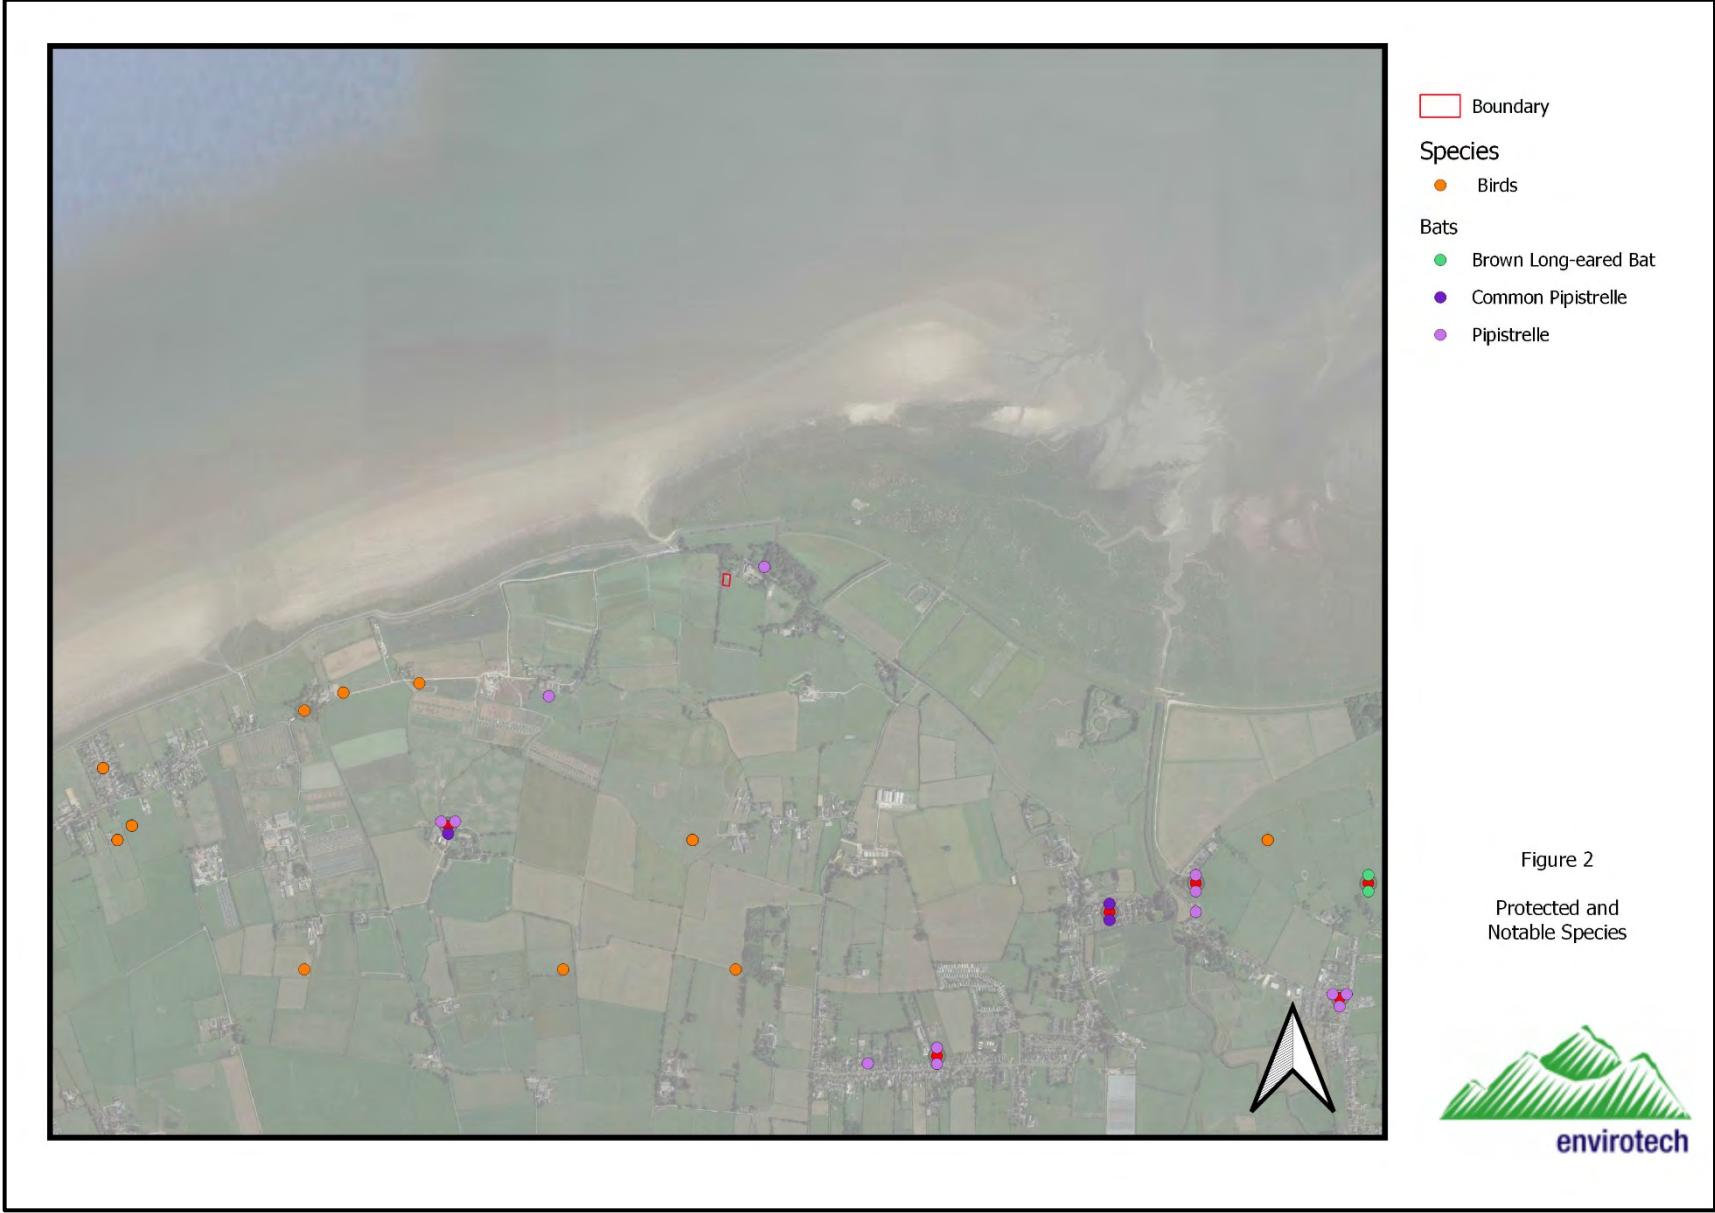 Boundary
Species
Birds
Bats
Brown Long-eared Bat
Common Pipistrelle
Pipistrelle
Figure 2
Protected and
Notable Species
envirotech